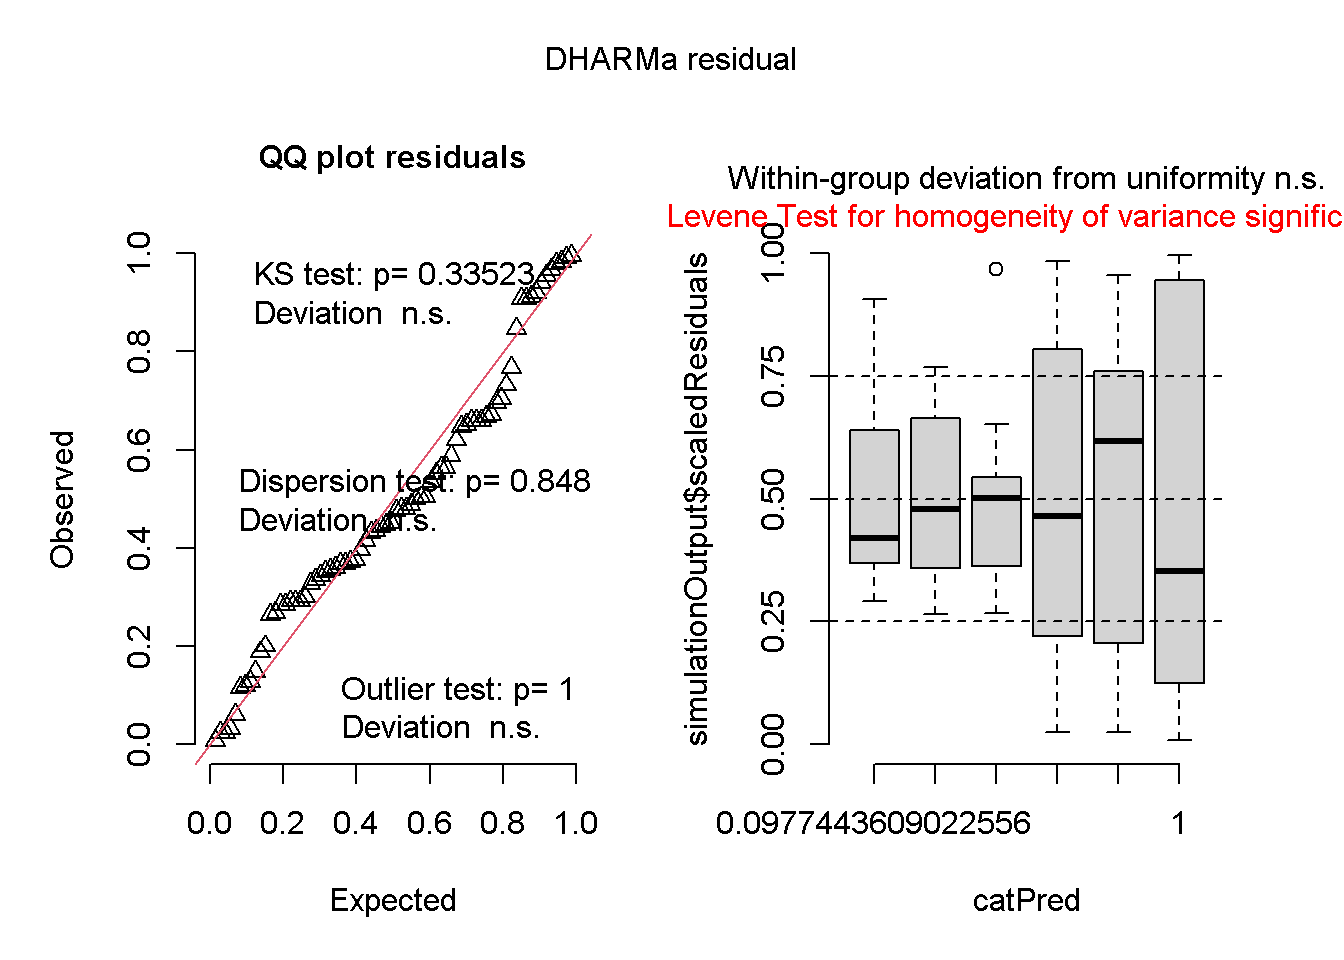 DHARMa residual
QQ plot residuals
KS test: p= 0.33523
Deviation  n.s.
Dispersion test: p= 0.848
Deviation  n.s.
Outlier test: p= 1
Deviation  n.s.
Observed
0.0 0.2 0.4 0.6 0.8 1.0
0.0 0.2 0.4 0.6 0.8 1.0
Expected
Within-group deviation from uniformity n.s.
Levene Test for homogeneity of variance signific
simulationOutput$scaledResiduals
0.00 0.25 0.50 0.75 1.00
0.0977443609022556 1
catPred